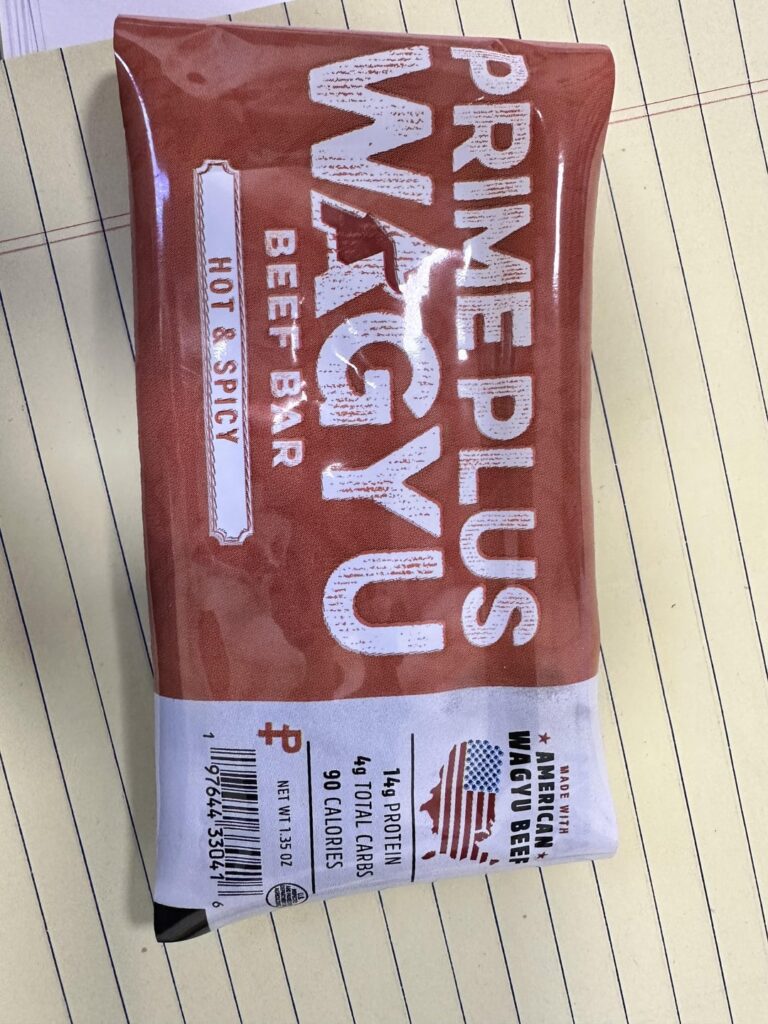 PRIME PLUS
WAGYU
BEEF BAR
HOT & SPICY
MADE WITH
AMERICAN
WAGYU BEEF
14g PROTEIN
4g TOTAL CARBS
90 CALORIES
NET WT 1.35 OZ
1 97644 33041 6